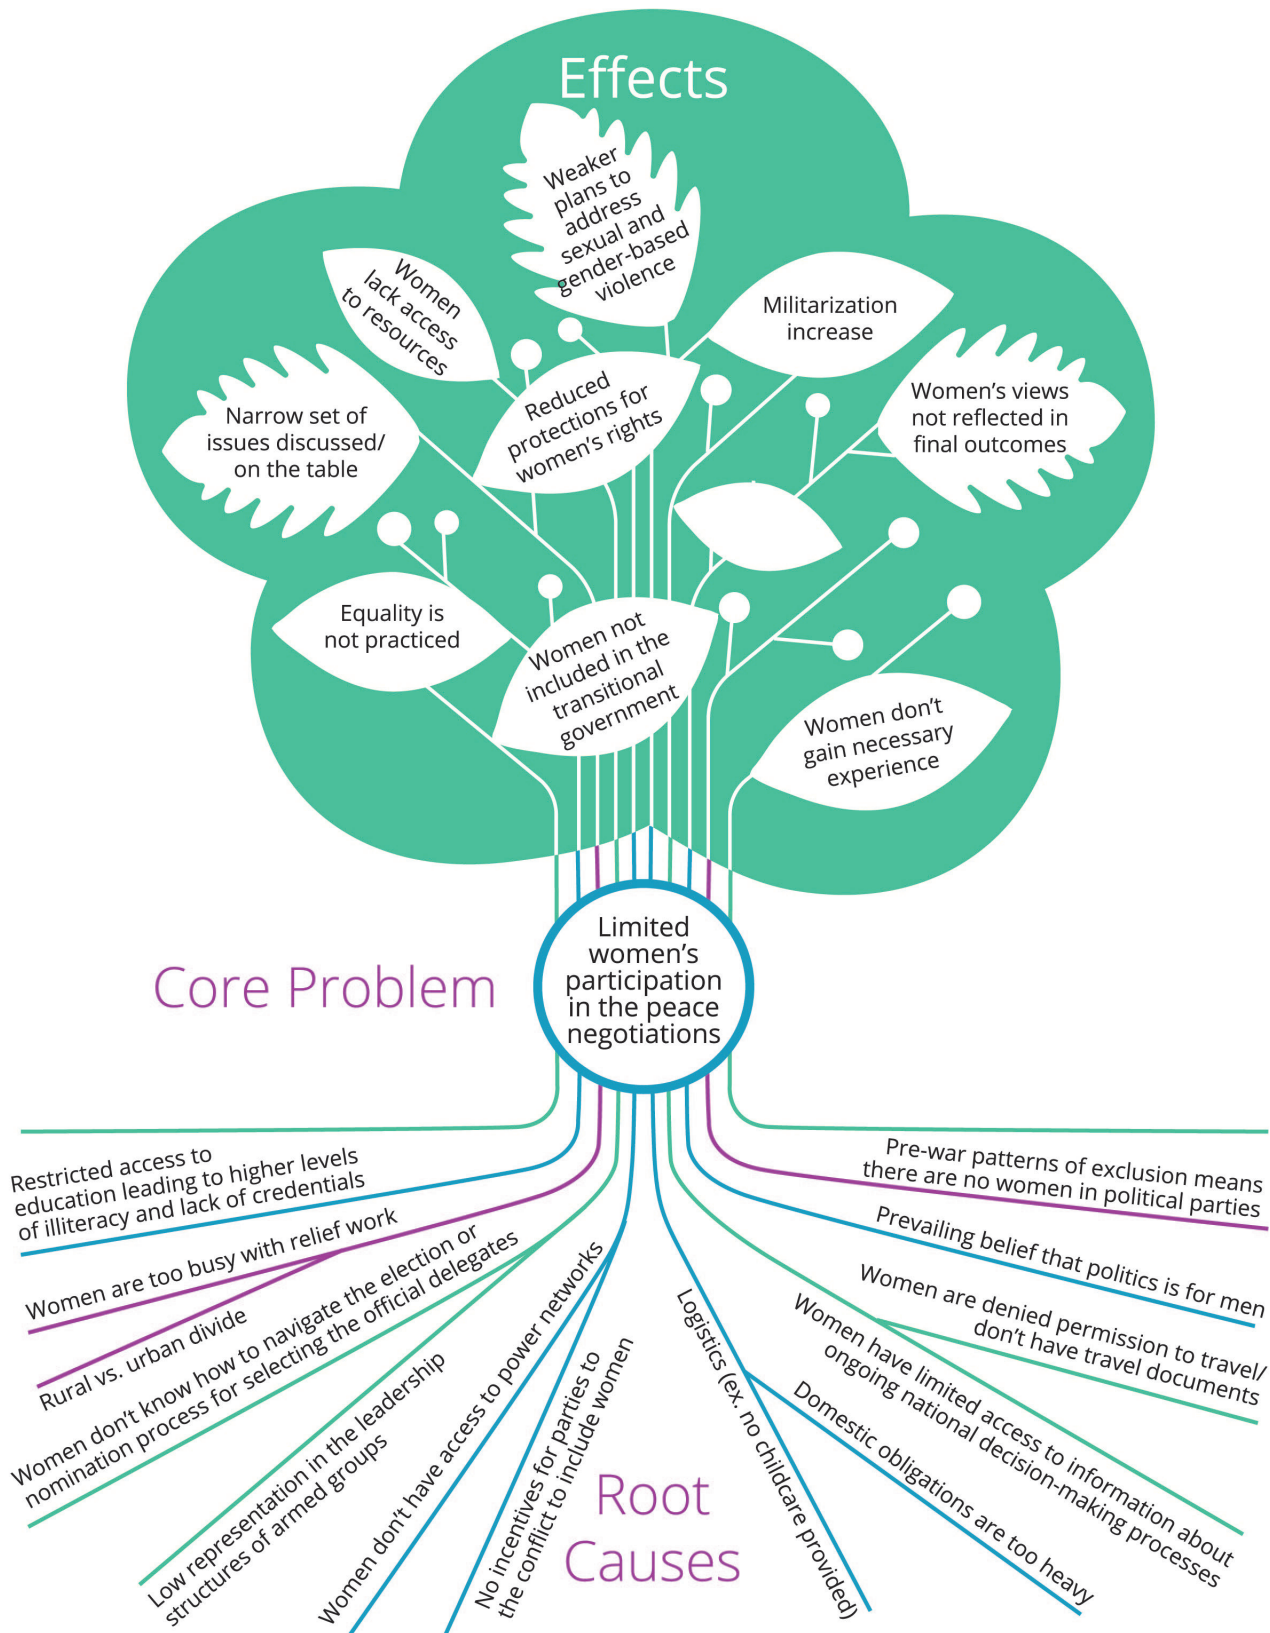 Effects
Weaker
plans to
address
sexual and
gender-based
violence
Women
lack access
to resources
Militarization
increase
Narrow set of
issues discussed/
on the table
Reduced
protections for
women's rights
Women's views
not reflected in
final outcomes
Equality is
not practiced
Women not
included in the
transitional
government
Women don't
gain necessary
experience
Core Problem
Limited
women's
participation
in the peace
negotiations
Restricted access to
education leading to higher levels
of illiteracy and lack of credentials
Women are too busy with relief work
Rural vs. urban divide
Women don't know how to navigate the election or
nomination process for selecting the official delegates
Low representation in the leadership
structures of armed groups
Women don't have access to power networks
No incentives for parties to
the conflict to include women
Root
Causes
Logistics (ex. no childcare provided)
Domestic obligations are too heavy
Women have limited access to information about
ongoing national decision-making processes
Women are denied permission to travel/
don't have travel documents
Prevailing belief that politics is for men
Pre-war patterns of exclusion means
there are no women in political parties